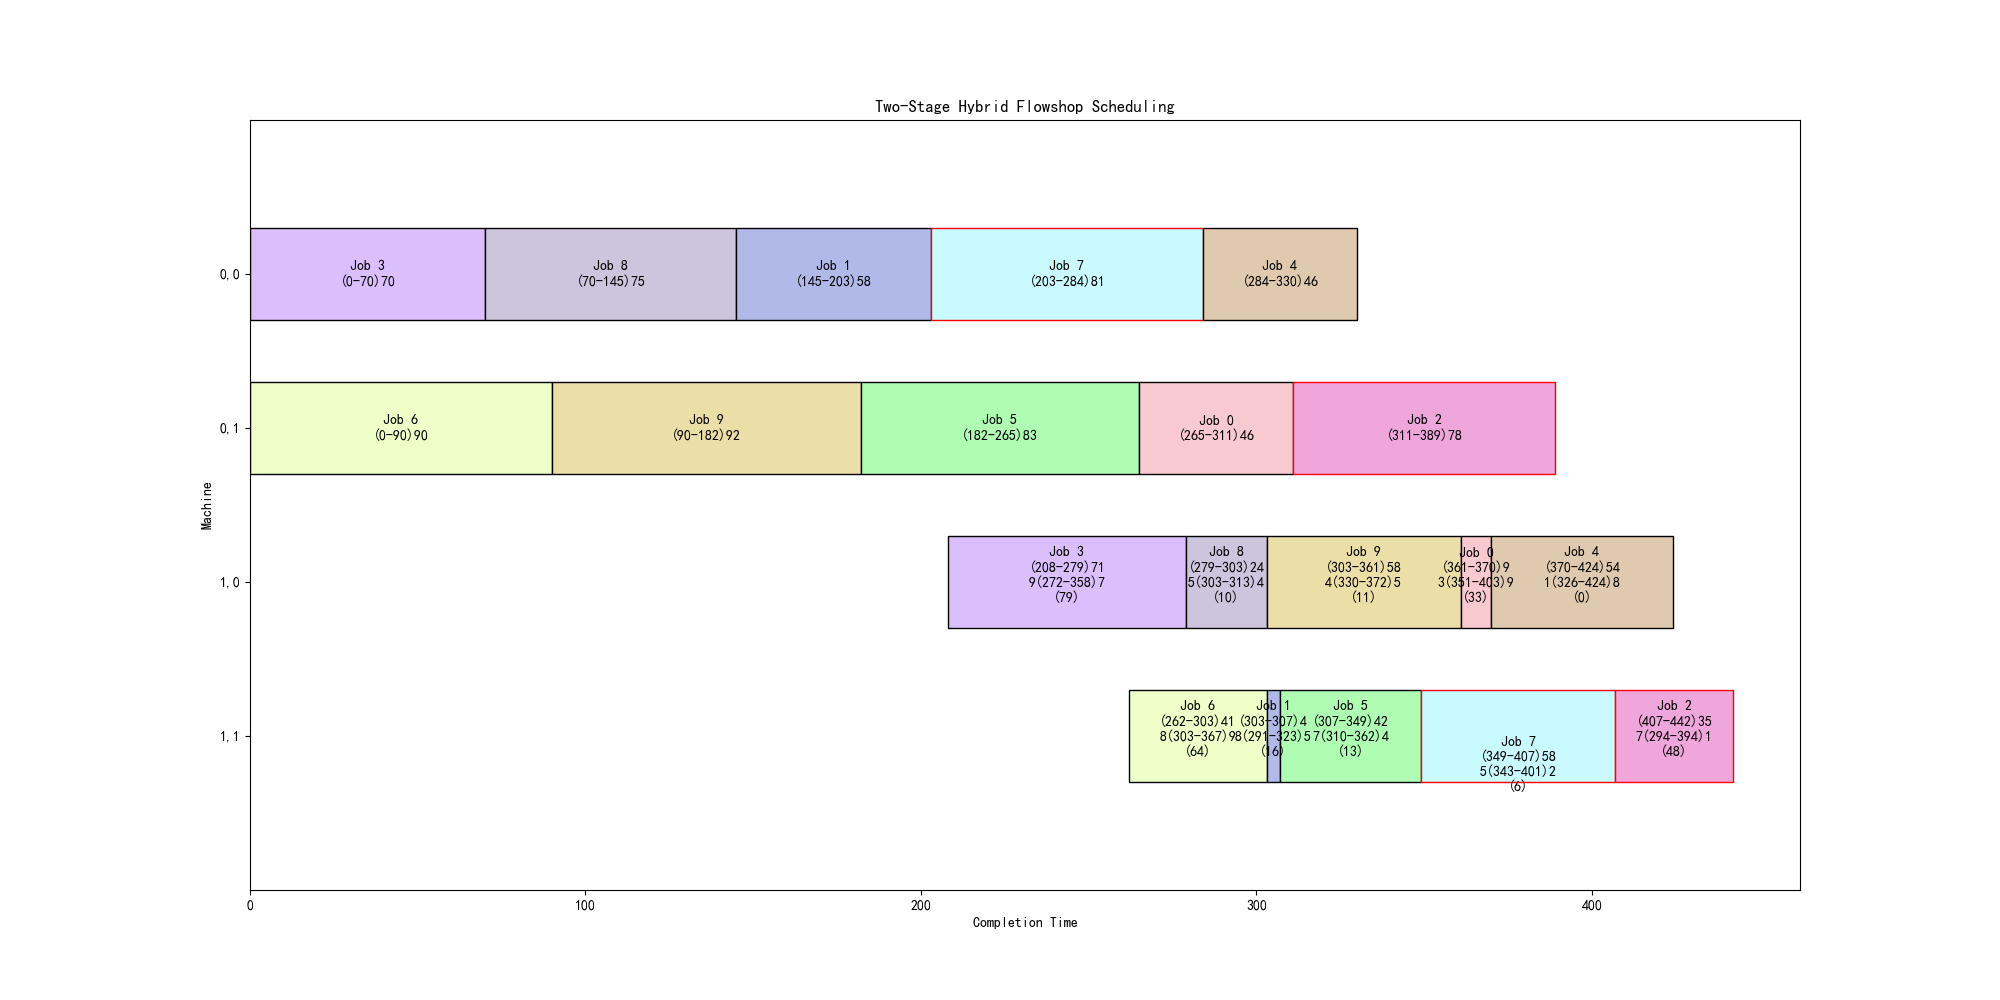 Two-Stage Hybrid Flowshop Scheduling
Machine
0,0
Job 3
(0-70)70
Job 8
(70-145)75
Job 1
(145-203)58
Job 7
(203-284)81
Job 4
(284-330)46
0,1
Job 6
(0-90)90
Job 9
(90-182)92
Job 5
(182-265)83
Job 0
(265-311)46
Job 2
(311-389)78
1,0
Job 3
(208-279)71
9(272-358)7
(79)
Job 8
(279-303)24
5(303-313)4
(10)
Job 9
(303-361)58
4(330-372)5
(11)
Job 0
(361-370)9
3(351-403)9
(33)
Job 4
(370-424)54
1(326-424)8
(0)
1,1
Job 6
(262-303)41
8(303-367)9
(64)
Job 1
(303-307)4
8(291-323)5
(16)
Job 5
(307-349)42
7(310-362)4
(13)
Job 7
(349-407)58
5(343-401)2
(6)
Job 2
(407-442)35
7(294-394)1
(48)
0
100
200
300
400
Completion Time